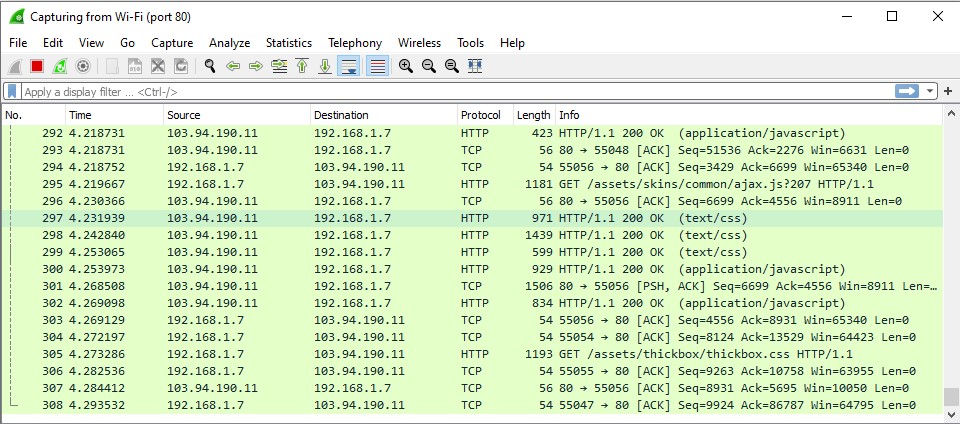 Capturing from Wi-Fi (port 80)
File Edit View Go Capture Analyze Statistics Telephony Wireless Tools Help
Apply a display filter ... <Ctrl-/>
No. Time Source Destination Protocol Length Info
292 4.218731 103.94.190.11 192.168.1.7 HTTP 423 HTTP/1.1 200 OK (application/javascript)
293 4.218731 103.94.190.11 192.168.1.7 TCP 56 80 → 55048 [ACK] Seq=51536 Ack=2276 Win=6631 Len=0
294 4.218752 192.168.1.7 103.94.190.11 TCP 54 55056 → 80 [ACK] Seq=3429 Ack=6699 Win=65340 Len=0
295 4.219667 192.168.1.7 103.94.190.11 HTTP 1181 GET /assets/skins/common/ajax.js?207 HTTP/1.1
296 4.230366 103.94.190.11 192.168.1.7 TCP 56 80 → 55056 [ACK] Seq=6699 Ack=4556 Win=8911 Len=0
297 4.231939 103.94.190.11 192.168.1.7 HTTP 971 HTTP/1.1 200 OK (text/css)
298 4.242840 103.94.190.11 192.168.1.7 HTTP 1439 HTTP/1.1 200 OK (text/css)
299 4.253065 103.94.190.11 192.168.1.7 HTTP 599 HTTP/1.1 200 OK (text/css)
300 4.253973 103.94.190.11 192.168.1.7 HTTP 929 HTTP/1.1 200 OK (application/javascript)
301 4.268508 103.94.190.11 192.168.1.7 TCP 1506 80 → 55056 [PSH, ACK] Seq=6699 Ack=4556 Win=8911 Len=…
302 4.269098 103.94.190.11 192.168.1.7 HTTP 834 HTTP/1.1 200 OK (application/javascript)
303 4.269129 192.168.1.7 103.94.190.11 TCP 54 55056 → 80 [ACK] Seq=4556 Ack=8931 Win=65340 Len=0
304 4.272197 192.168.1.7 103.94.190.11 TCP 54 55054 → 80 [ACK] Seq=8124 Ack=13529 Win=64423 Len=0
305 4.273286 192.168.1.7 103.94.190.11 HTTP 1193 GET /assets/thickbox/thickbox.css HTTP/1.1
306 4.282536 192.168.1.7 103.94.190.11 TCP 54 55055 → 80 [ACK] Seq=9263 Ack=10758 Win=63955 Len=0
307 4.284412 103.94.190.11 192.168.1.7 TCP 56 80 → 55056 [ACK] Seq=8931 Ack=5695 Win=10050 Len=0
308 4.293532 192.168.1.7 103.94.190.11 TCP 54 55047 → 80 [ACK] Seq=9924 Ack=86787 Win=64795 Len=0